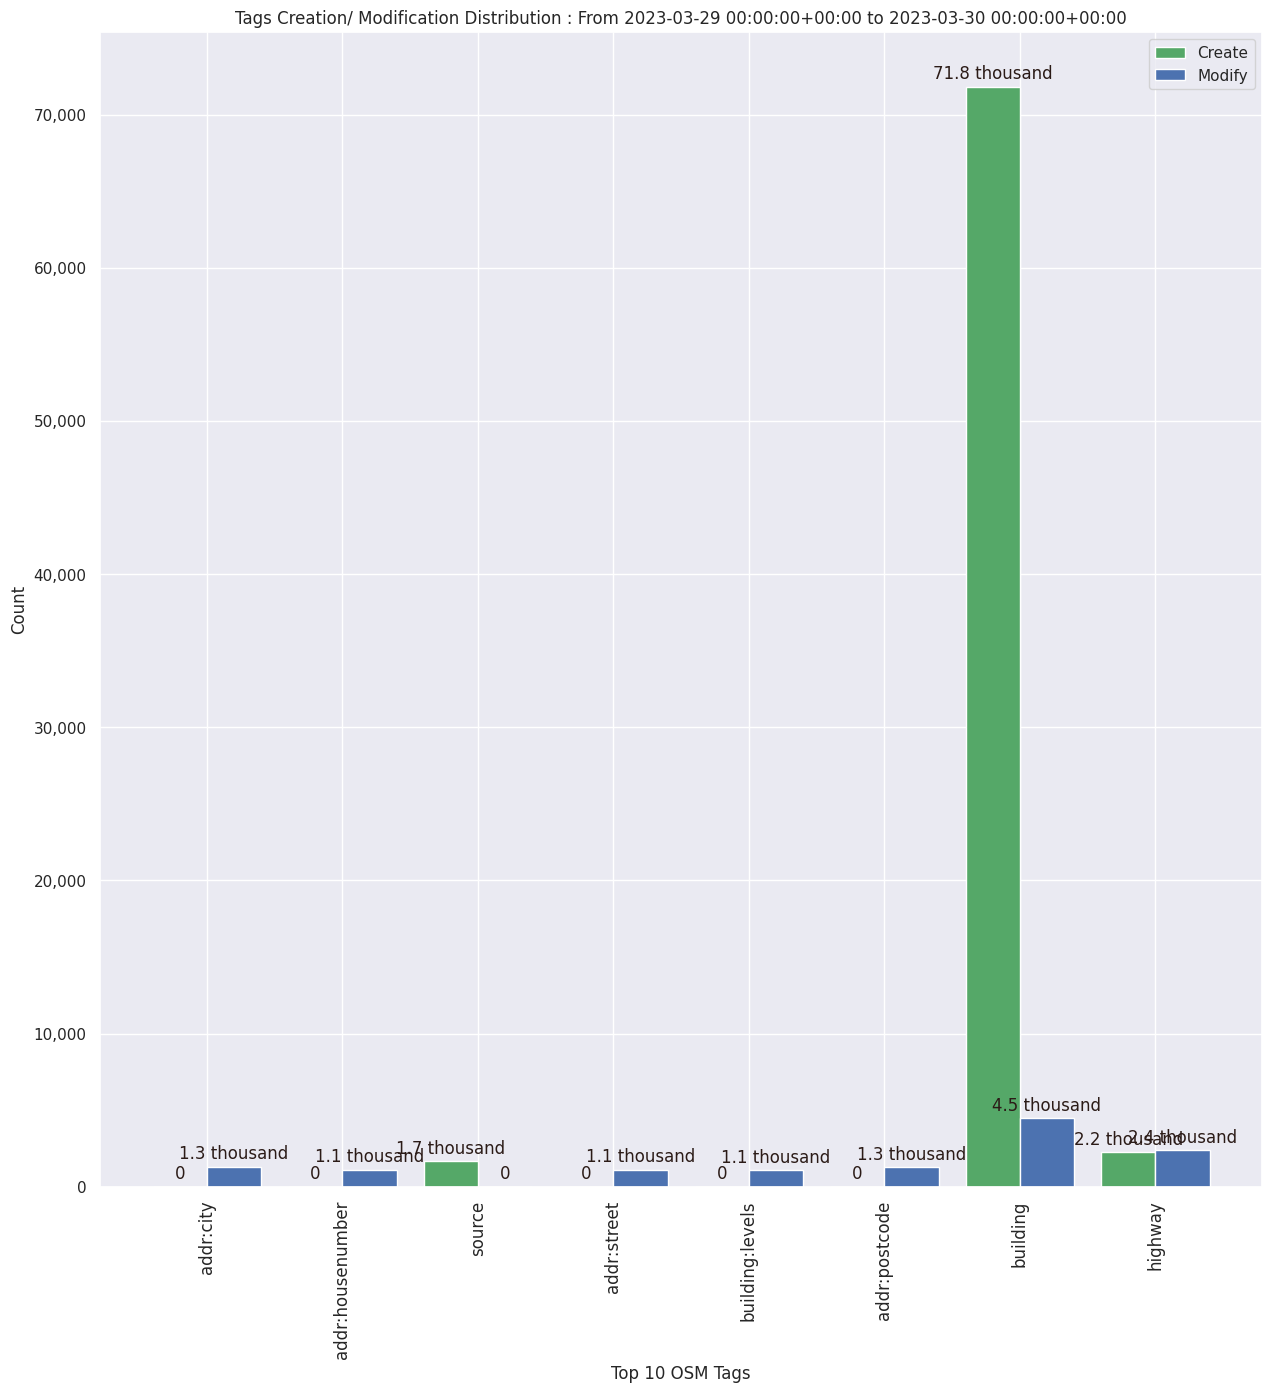 Tags Creation/ Modification Distribution : From 2023-03-29 00:00:00+00:00 to 2023-03-30 00:00:00+00:00
Create
Modify
71.8 thousand
70,000
60,000
50,000
40,000
30,000
20,000
10,000
0
Count
4.5 thousand
2.2 thousand
2.4 thousand
1.3 thousand
1.1 thousand
1.7 thousand
1.1 thousand
1.1 thousand
1.3 thousand
0
0
0
0
0
0
addr:city
addr:housenumber
source
addr:street
building:levels
addr:postcode
building
highway
Top 10 OSM Tags